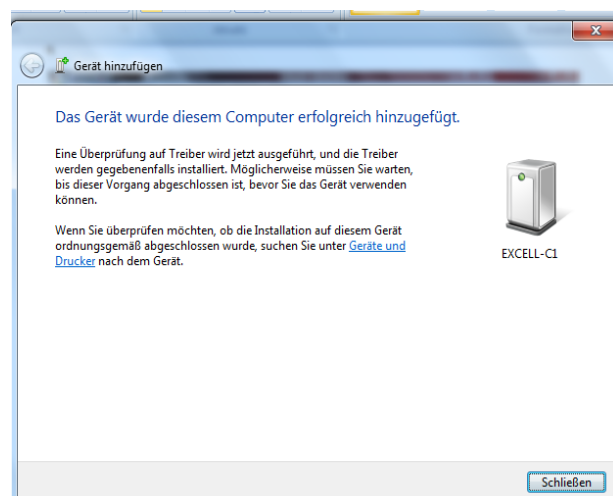 Gerät hinzufügen
Das Gerät wurde diesem Computer erfolgreich hinzugefügt.
Eine Überprüfung auf Treiber wird jetzt ausgeführt, und die Treiber
werden gegebenenfalls installiert. Möglicherweise müssen Sie warten,
bis dieser Vorgang abgeschlossen ist, bevor Sie das Gerät verwenden
können.
Wenn Sie überprüfen möchten, ob die Installation auf diesem Gerät
ordnungsgemäß abgeschlossen wurde, suchen Sie unter Geräte und
Drucker nach dem Gerät.
EXCELL-C1
Schließen